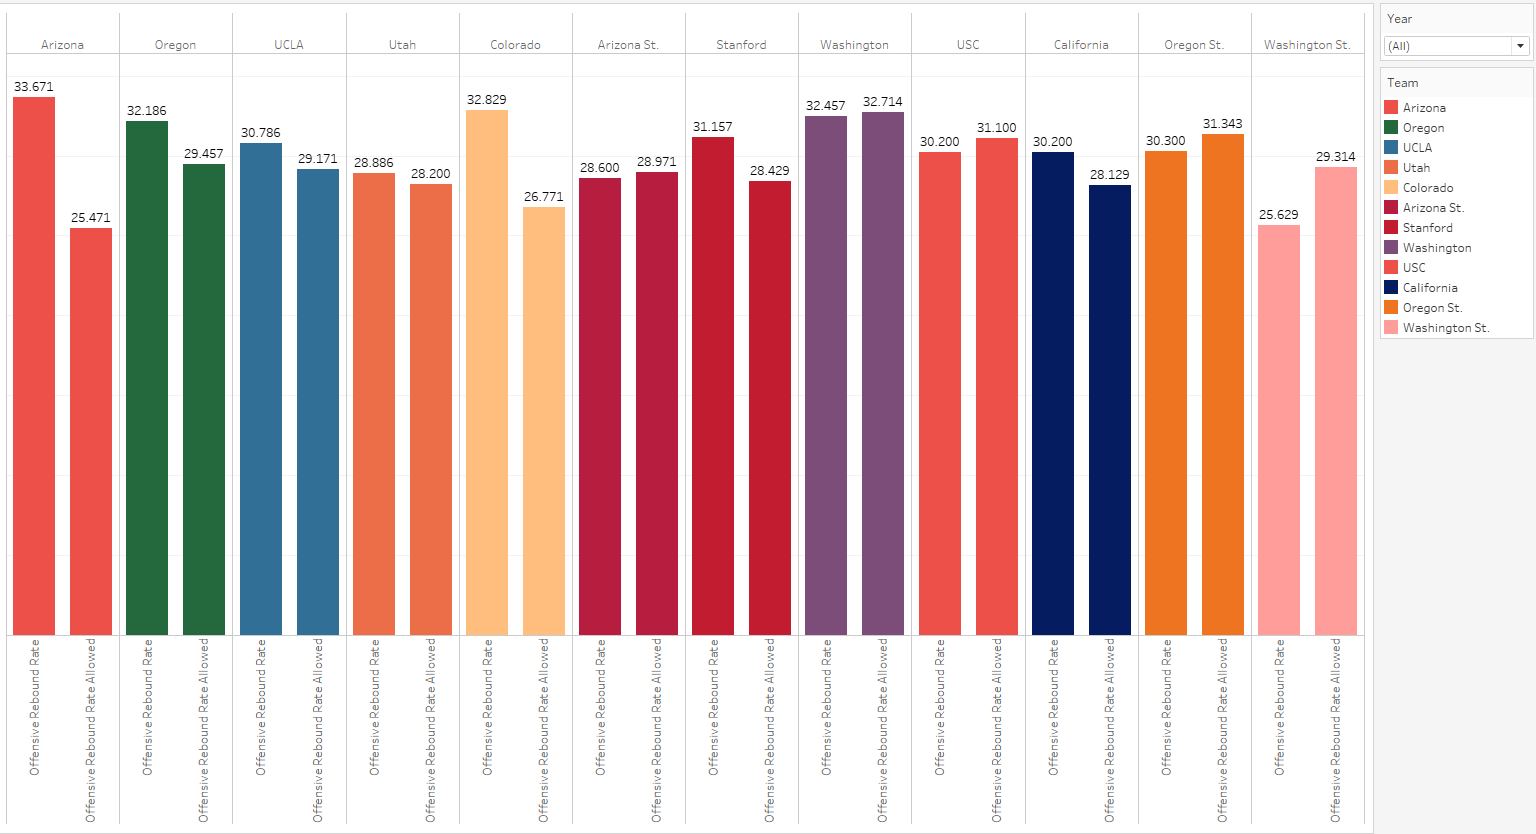 Arizona Oregon UCLA Utah Colorado Arizona St. Stanford Washington USC California Oregon St. Washington St.
33.671
25.471
32.186
29.457
30.786
29.171
28.886
28.200
32.829
26.771
28.600
28.971
31.157
28.429
32.457
32.714
30.200
31.100
30.200
28.129
30.300
31.343
25.629
29.314
Offensive Rebound Rate
Offensive Rebound Rate Allowed
Offensive Rebound Rate
Offensive Rebound Rate Allowed
Offensive Rebound Rate
Offensive Rebound Rate Allowed
Offensive Rebound Rate
Offensive Rebound Rate Allowed
Offensive Rebound Rate
Offensive Rebound Rate Allowed
Offensive Rebound Rate
Offensive Rebound Rate Allowed
Offensive Rebound Rate
Offensive Rebound Rate Allowed
Offensive Rebound Rate
Offensive Rebound Rate Allowed
Offensive Rebound Rate
Offensive Rebound Rate Allowed
Offensive Rebound Rate
Offensive Rebound Rate Allowed
Offensive Rebound Rate
Offensive Rebound Rate Allowed
Offensive Rebound Rate
Offensive Rebound Rate Allowed
Year
(All)
Team
Arizona
Oregon
UCLA
Utah
Colorado
Arizona St.
Stanford
Washington
USC
California
Oregon St.
Washington St.